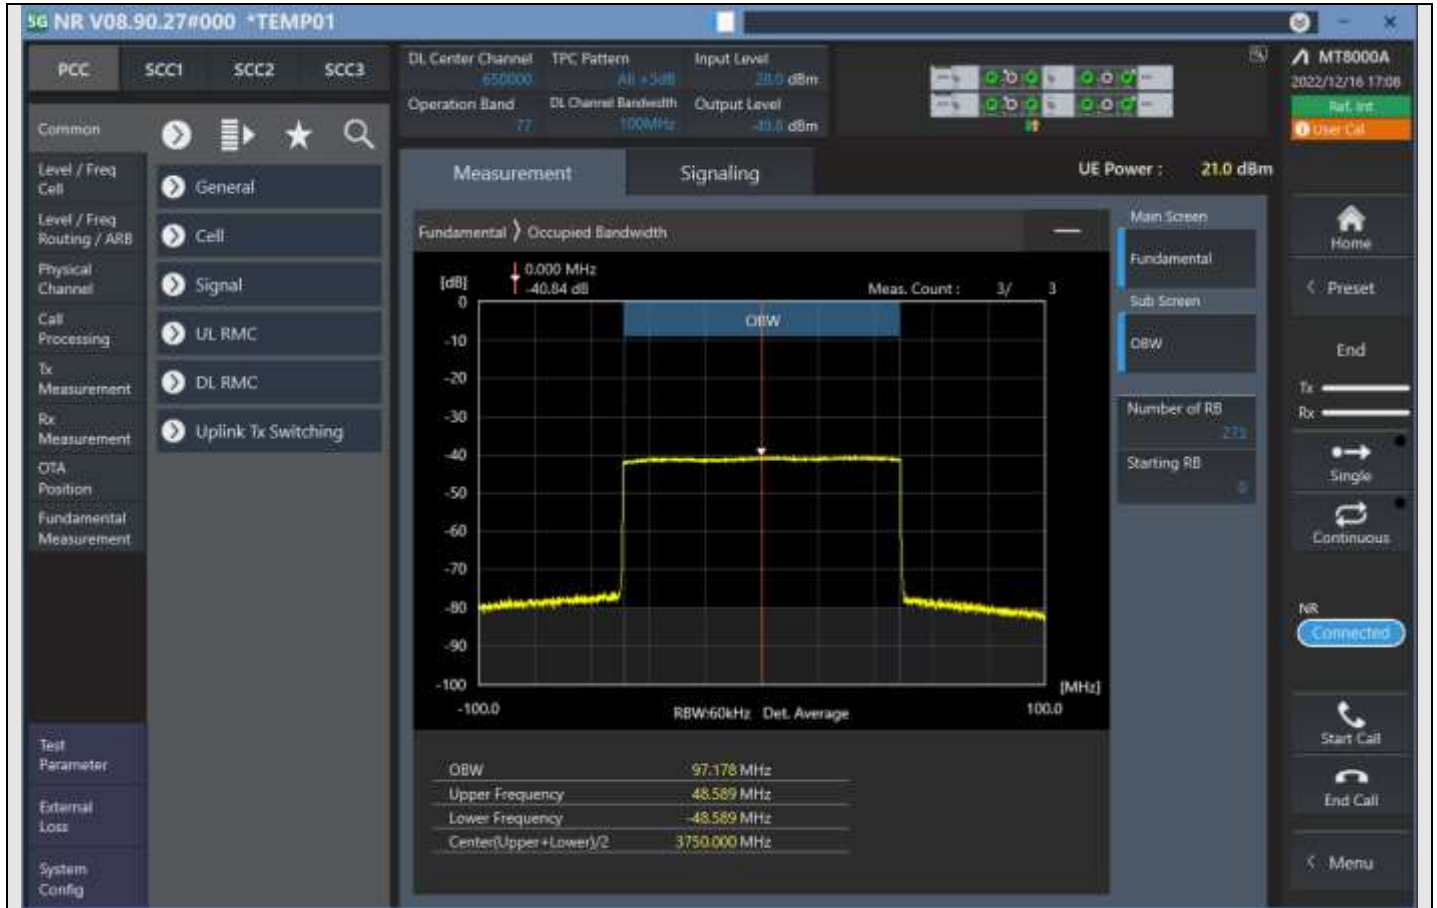 5G NR V08.90.27#000 *TEMP01
PCC SCC1 SCC2 SCC3
DL Center Channel TPC Pattern Input Level
650000 All +3dB 28.0 dBm
Operation Band DL Channel Bandwidth Output Level
77 100MHz dBm
MT8000A
2022/12/16 17:08
Ref. Int.
User Cal
Common
Level / Freq
Cell
Level / Freq
Routing / ARB
Physical
Channel
Call
Processing
Tx
Measurement
Rx
Measurement
OTA
Position
Fundamental
Measurement
Test
Parameter
External
Loss
System
Config
General
Cell
Signal
UL RMC
DL RMC
Uplink Tx Switching
Measurement Signaling
UE Power : 21.0 dBm
Fundamental Occupied Bandwidth
0.000 MHz
-40.84 dB
Meas. Count : 3/ 3
[dB]
OBW
0
-10
-20
-30
-40
-50
-60
-70
-80
-90
-100
[MHz]
-100.0 100.0
RBW:60kHz Det. Average
OBW 97.178 MHz
Upper Frequency 48.589 MHz
Lower Frequency -48.589 MHz
Center(Upper+Lower)/2 3750.000 MHz
Main Screen
Fundamental
Sub Screen
OBW
Number of RB
273
Starting RB
0
Home
Preset
End
Tx
Rx
Single
Continuous
NR
Connected
Start Call
End Call
Menu